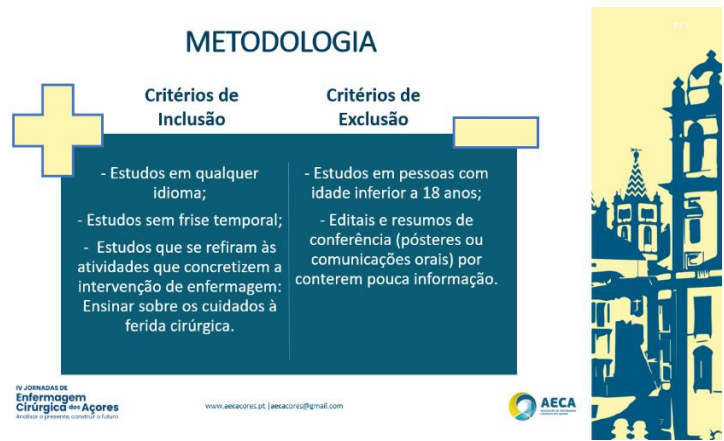 METODOLOGIA
Critérios de
Inclusão
- Estudos em qualquer
idioma;
- Estudos sem frise temporal;
- Estudos que se refiram às
atividades que concretizem a
intervenção de enfermagem:
Ensinar sobre os cuidados à
ferida cirúrgica.
Critérios de
Exclusão
- Estudos em pessoas com
idade inferior a 18 anos;
- Editais e resumos de
conferência (pósteres ou
comunicações orais) por
conterem pouca informação.
IV JORNADAS DE
Enfermagem
Cirúrgica dos Açores
Analisar o presente, construir o futuro
www.aecacores.pt |aecacores@gmail.com
AECA
7